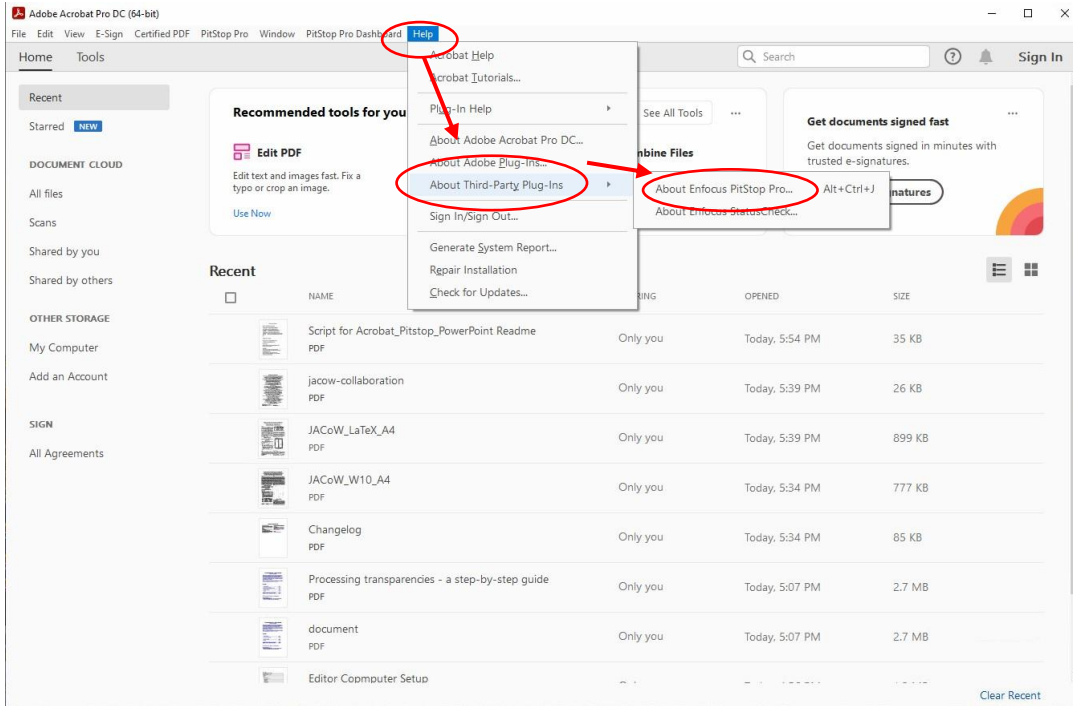 Adobe Acrobat Pro DC (64-bit)
File Edit View E-Sign Certified PDF PitStop Pro Window PitStop Pro Dashboard Help
Home Tools
Search
Sign In
Acrobat Help
Acrobat Tutorials...
Plug-In Help
About Adobe Acrobat Pro DC...
About Adobe Plug-Ins...
About Third-Party Plug-Ins
Sign In/Sign Out...
Generate System Report...
Repair Installation
Check for Updates...
About Enfocus PitStop Pro... Alt+Ctrl+J
About Enfocus StatusCheck...
Recent
Starred NEW
DOCUMENT CLOUD
All files
Scans
Shared by you
Shared by others
OTHER STORAGE
My Computer
Add an Account
SIGN
All Agreements
Recommended tools for you
See All Tools
Edit PDF
Edit text and images fast. Fix a
typo or crop an image.
Use Now
mbine Files
Get documents signed fast
Get documents signed in minutes with
trusted e-signatures.
natures
Recent
NAME RING OPENED SIZE
Script for Acrobat_Pitstop_PowerPoint Readme
PDF
Only you Today, 5:54 PM 35 KB
jacow-collaboration
PDF
Only you Today, 5:39 PM 26 KB
JACoW_LaTeX_A4
PDF
Only you Today, 5:39 PM 899 KB
JACoW_W10_A4
PDF
Only you Today, 5:34 PM 777 KB
Changelog
PDF
Only you Today, 5:34 PM 85 KB
Processing transparencies - a step-by-step guide
PDF
Only you Today, 5:07 PM 2.7 MB
document
PDF
Only you Today, 5:07 PM 2.7 MB
Editor Copmputer Setup
Clear Recent